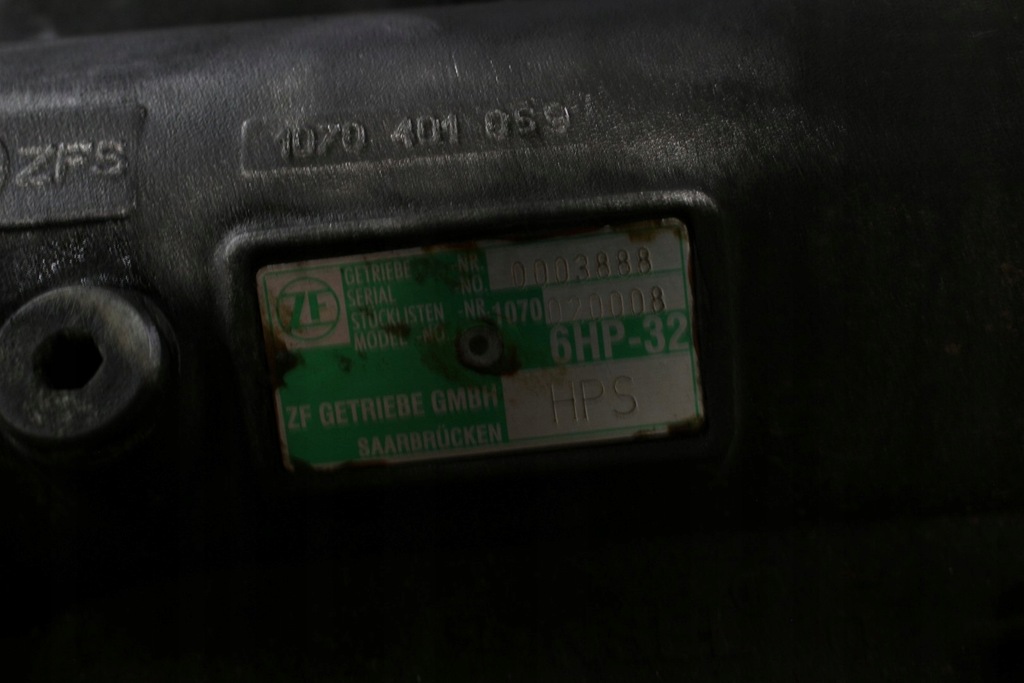 ZFS
1070 401 069
ZF
GETRIEBE NR. 0003888
SERIAL NO.
STÜCKLISTEN -NR. 1070 020008
MODEL -NO
6HP-32
ZF GETRIEBE GMBH HPS
SAARBRÜCKEN